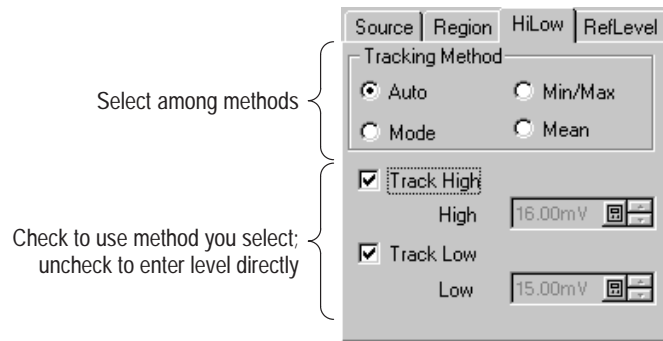 Source Region HiLow RefLevel
Tracking Method
Select among methods
Auto Min/Max
Mode Mean
Check to use method you select;
uncheck to enter level directly
Track High
High 16.00mV
Track Low
Low 15.00mV